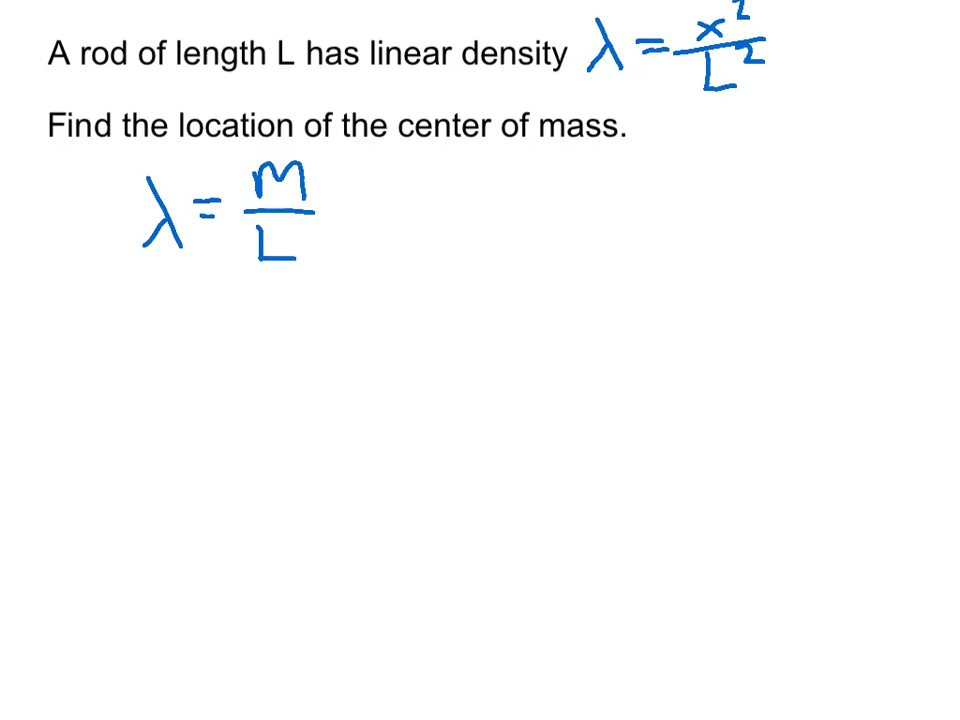 A rod of length L has linear density λ = x²/L²
Find the location of the center of mass.
λ = m/L